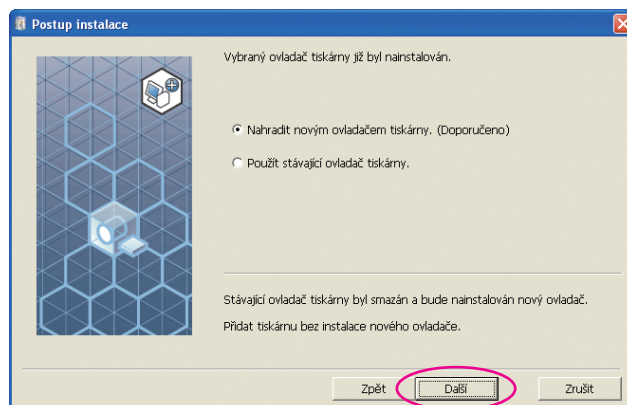 Postup instalace
Vybraný ovladač tiskárny již byl nainstalován.
Nahradit novým ovladačem tiskárny. (Doporučeno)
Použít stávající ovladač tiskárny.
Stávající ovladač tiskárny byl smazán a bude nainstalován nový ovladač.
Přidat tiskárnu bez instalace nového ovladače.
Zpět Další Zrušit